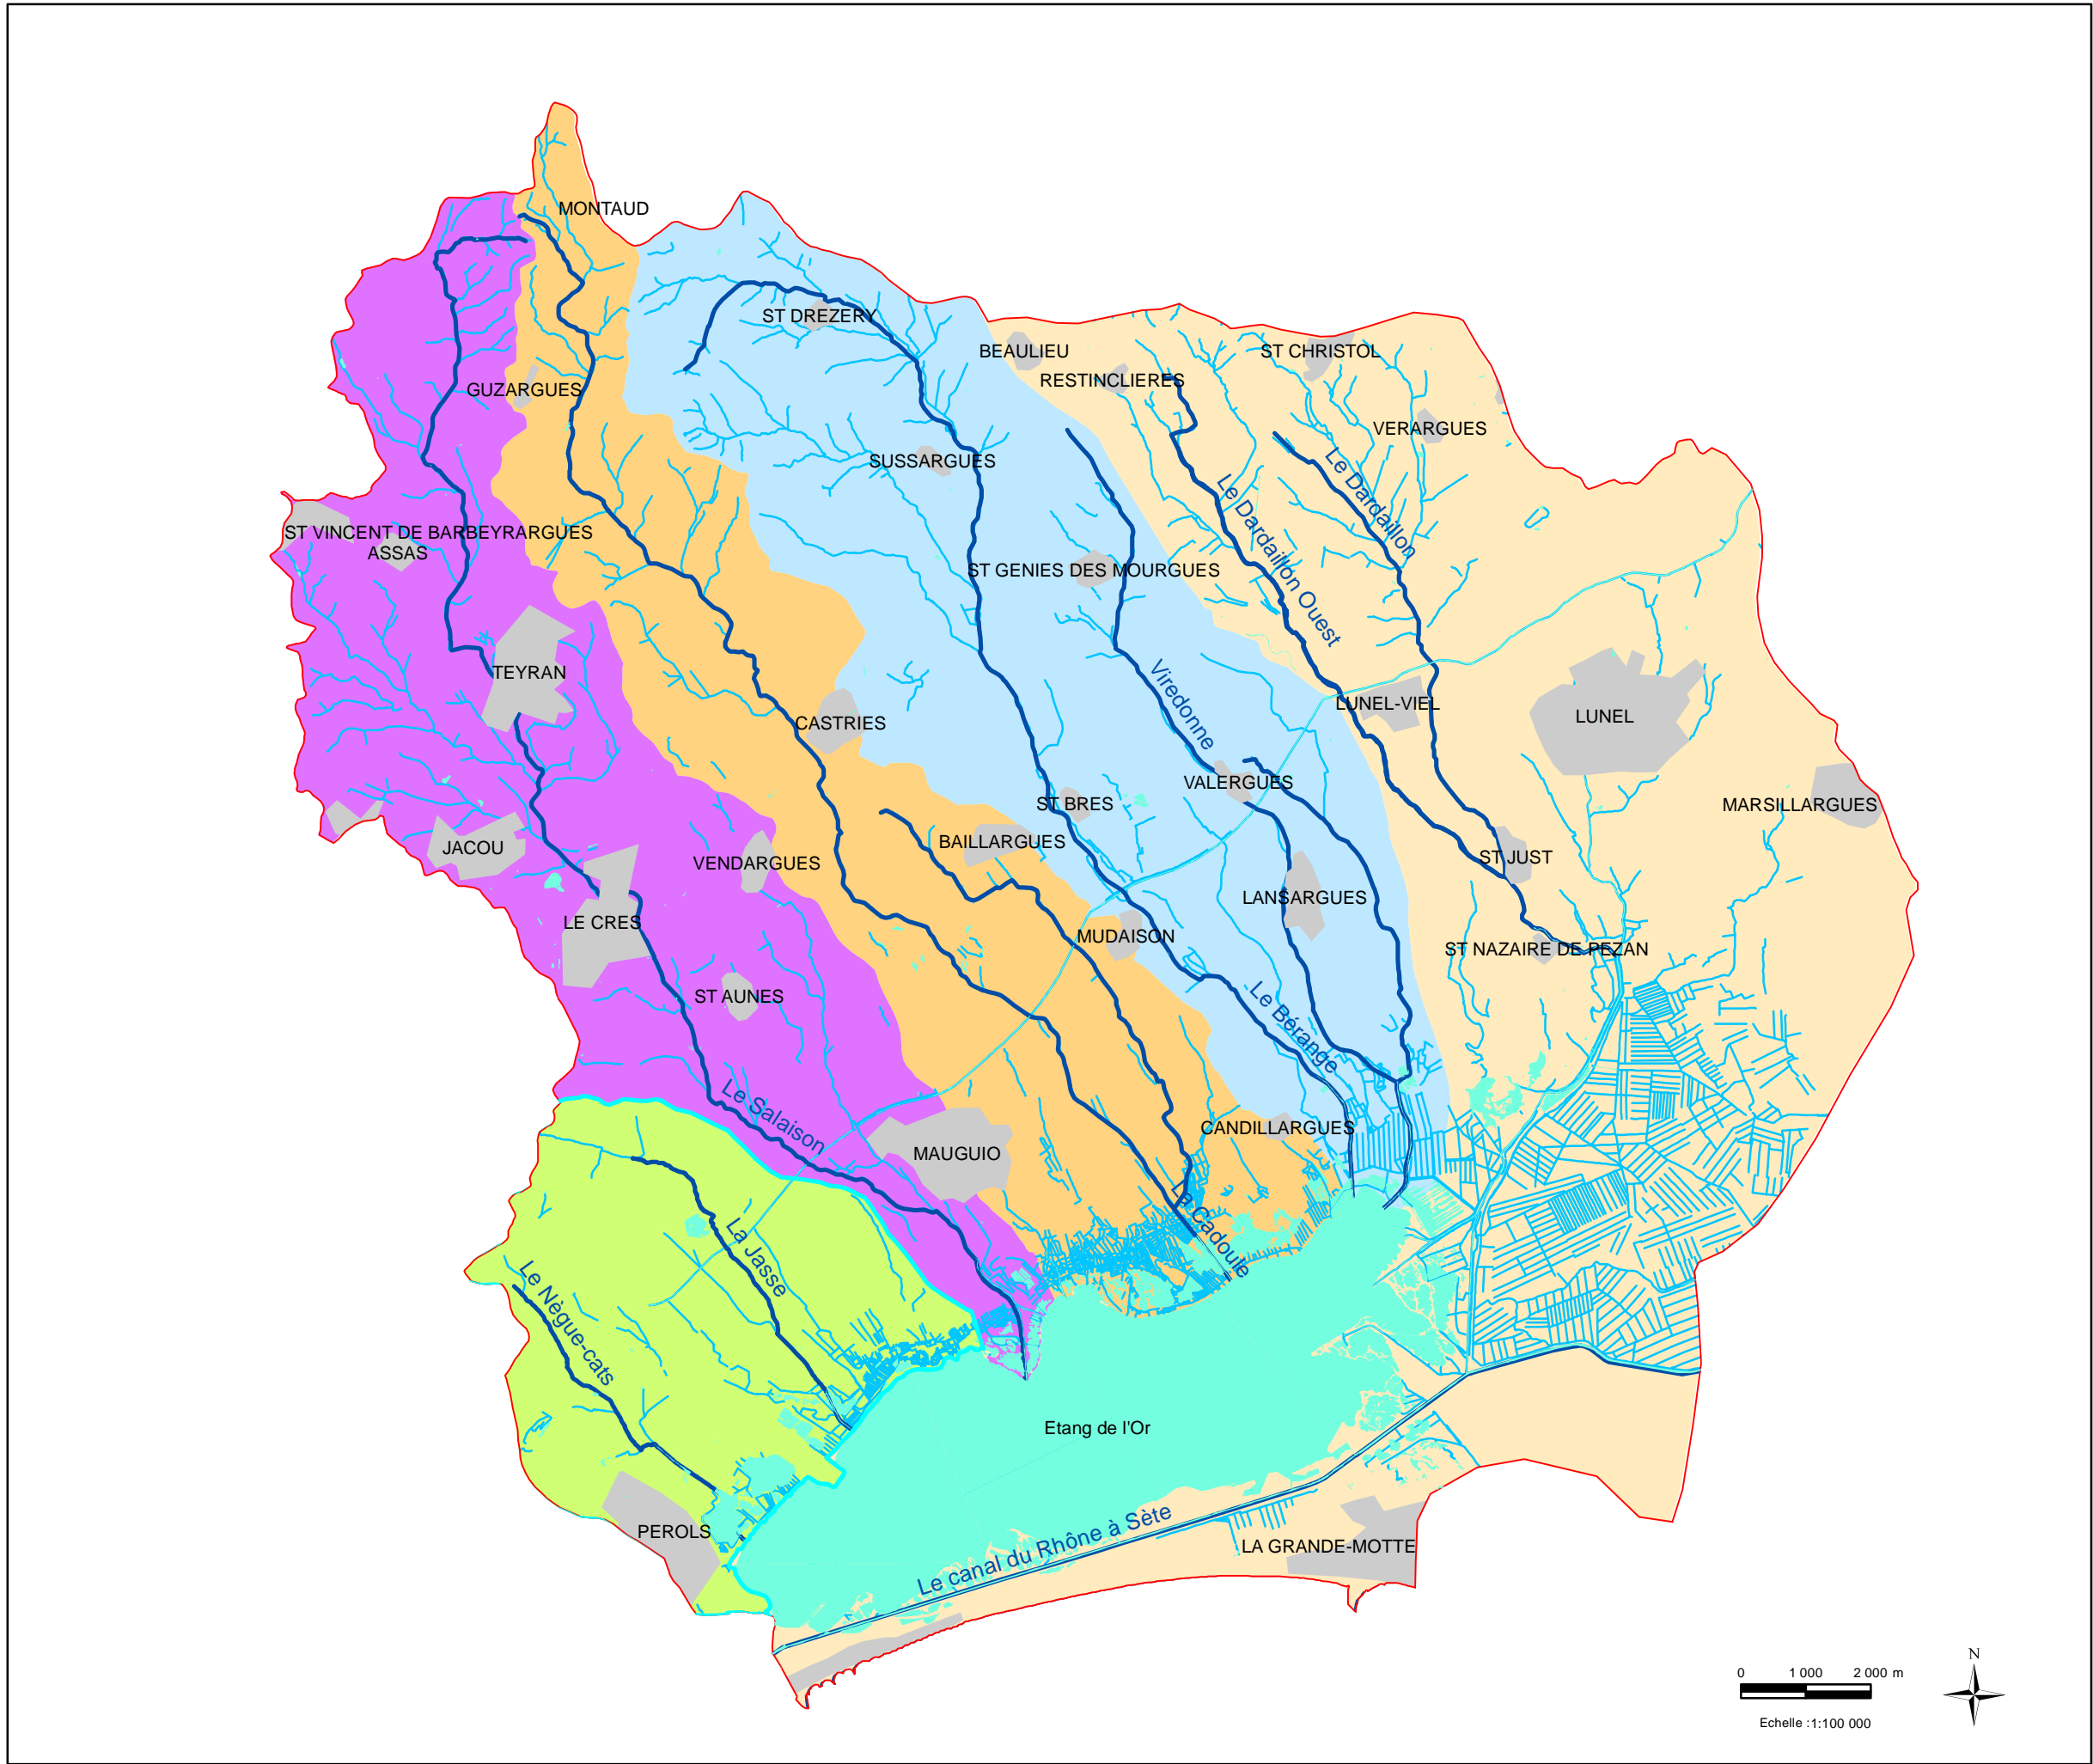 MONTAUD
ST DREZERY
BEAULIEU
ST CHRISTOL
RESTINCLIERES
GUZARGUES
VERARGUES
SUSSARGUES
Le Dardaillon
Le Dardaillon Ouest
ST VINCENT DE BARBEYRARGUES
ASSAS
ST GENIES DES MOURGUES
TEYRAN
Viredonne
LUNEL-VIEL
LUNEL
CASTRIES
VALERGUES
ST BRES
MARSILLARGUES
BAILLARGUES
JACOU
VENDARGUES
ST JUST
LANSARGUES
LE CRES
MUDAISON
ST NAZAIRE DE PEZAN
ST AUNES
Le Bérange
Le Salaison
CANDILLARGUES
MAUGUIO
La Cadoule
La Jasse
Le Nègue-cats
Etang de l'Or
PEROLS
Le canal du Rhône à Sète
LA GRANDE-MOTTE
N
0 1 000 2 000 m
Echelle :1:100 000